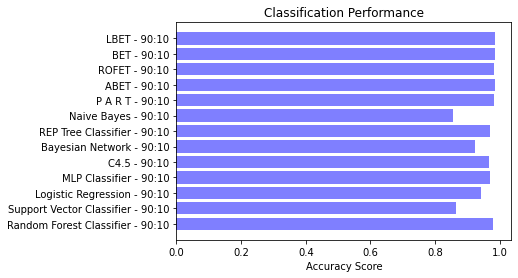 Classification Performance
LBET - 90:10
BET - 90:10
ROFET - 90:10
ABET - 90:10
P A R T - 90:10
Naive Bayes - 90:10
REP Tree Classifier - 90:10
Bayesian Network - 90:10
C4.5 - 90:10
MLP Classifier - 90:10
Logistic Regression - 90:10
Support Vector Classifier - 90:10
Random Forest Classifier - 90:10
0.0 0.2 0.4 0.6 0.8 1.0
Accuracy Score